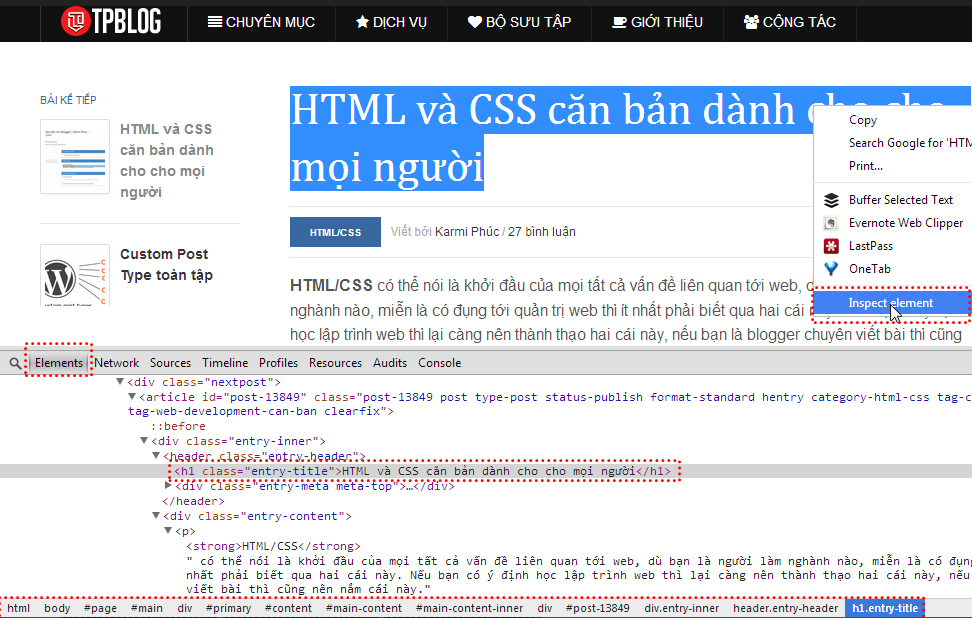 TPBLOG CHUYÊN MỤC DỊCH VỤ BỘ SƯU TẬP GIỚI THIỆU CỘNG TÁC
BÀI KẾ TIẾP
HTML và CSS
căn bản dành
cho cho mọi
người
Custom Post
Type toàn tập
HTML và CSS căn bản dành cho cho
mọi người
HTML/CSS Viết bởi Karmi Phúc / 27 bình luận
HTML/CSS có thể nói là khởi đầu của mọi tất cả vấn đề liên quan tới web,
nghành nào, miễn là có đụng tới quản trị web thì ít nhất phải biết qua hai cái
học lập trình web thì lại càng nên thành thạo hai cái này, nếu bạn là blogger chuyên viết bài thì cũng
Copy
Search Google for 'HTM
Print...
Buffer Selected Text
Evernote Web Clipper
LastPass
OneTab
Inspect element
Elements Network Sources Timeline Profiles Resources Audits Console
<div class="nextpost">
<article id="post-13849" class="post-13849 post type-post status-publish format-standard hentry category-html-css tag-c
tag-web-development-can-ban clearfix">
::before
<div class="entry-inner">
<header class="entry-header">
<h1 class="entry-title">HTML và CSS căn bản dành cho cho mọi người</h1>
<div class="entry-meta meta-top">…</div>
</header>
<div class="entry-content">
<p>
<strong>HTML/CSS</strong>
" có thể nói là khởi đầu của mọi tất cả vấn đề liên quan tới web, dù bạn là người làm nghành nào, miễn là có đụng
nhất phải biết qua hai cái này. Nếu bạn có ý định học lập trình web thì lại càng nên thành thạo hai cái này, nếu
viết bài thì cũng nên nắm cái này."
html body #page #main div #primary #content #main-content #main-content-inner div #post-13849 div.entry-inner header.entry-header h1.entry-title